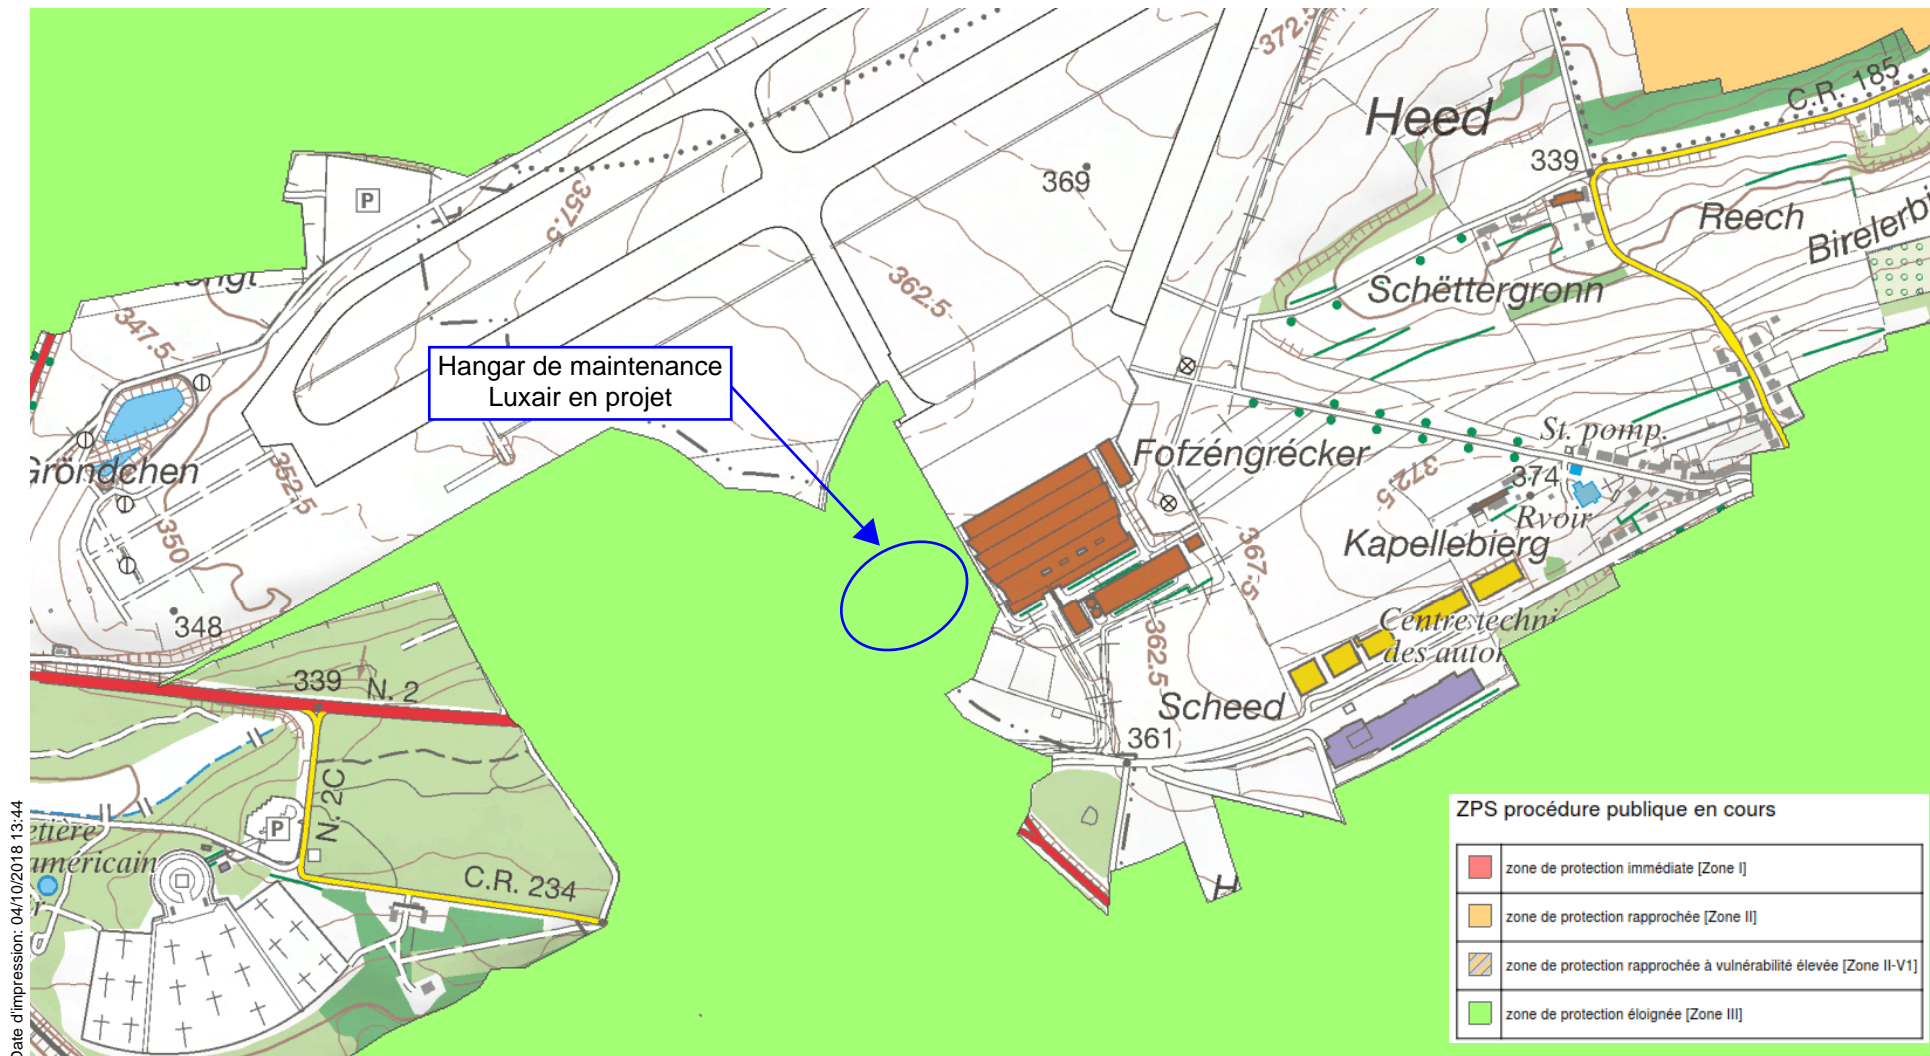 372.5
C.R. 185
Heed
339
P
369
357.5
Reech
362.5
Schëttergronn
347.5
Hangar de maintenance
Luxair en projet
St. pomp.
Fofzéngrécker
Gröndchen
352.5
372.5
374
Rvoir
350
367.5
Kapellebierg
348
Centre techni
des autor
362.5
339
N. 2
Scheed
361
N. 2C
P
américain
C.R. 234
H
Date d'impression: 04/10/2018 13:44
ZPS procédure publique en cours
zone de protection immédiate [Zone I]
zone de protection rapprochée [Zone II]
zone de protection rapprochée à vulnérabilité élevée [Zone II-V1]
zone de protection éloignée [Zone III]